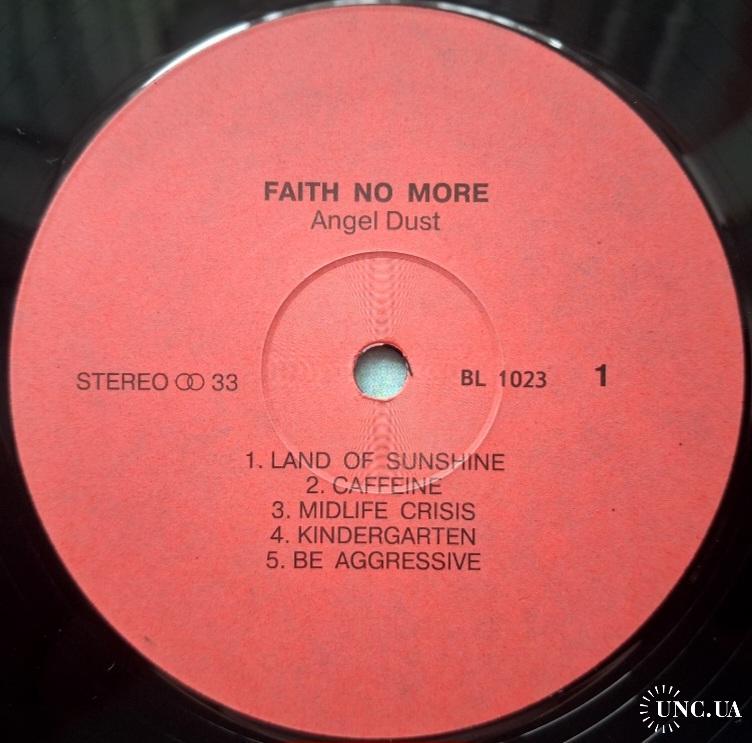 FAITH NO MORE
Angel Dust
STEREO 33
BL 1023 1
1. LAND OF SUNSHINE
2. CAFFEINE
3. MIDLIFE CRISIS
4. KINDERGARTEN
5. BE AGGRESSIVE
UNC.UA